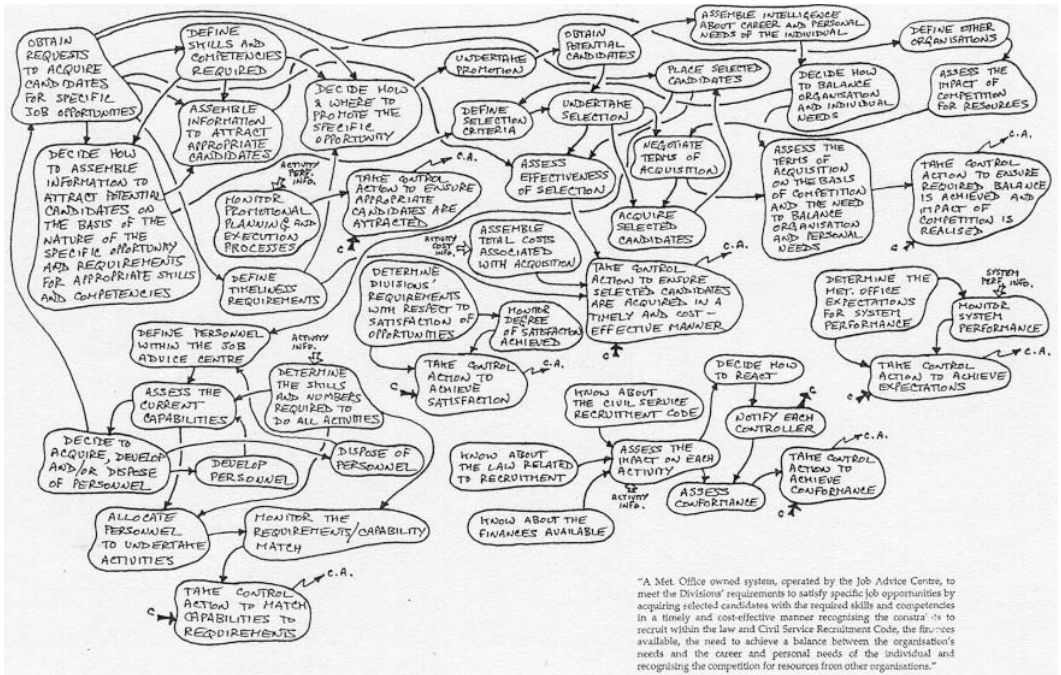 OBTAIN
REQUESTS
TO ACQUIRE
CANDIDATES
FOR SPECIFIC
JOB OPPORTUNITIES
DEFINE
SKILLS AND
COMPETENCIES
REQUIRED
ASSEMBLE
INFORMATION
TO ATTRACT
APPROPRIATE
CANDIDATES
DECIDE HOW
& WHERE TO
PROMOTE THE
SPECIFIC
OPPORTUNITY
UNDERTAKE
PROMOTION
OBTAIN
POTENTIAL
CANDIDATES
ASSEMBLE INTELLIGENCE
ABOUT CAREER AND PERSONAL
NEEDS OF THE INDIVIDUAL
DEFINE OTHER
ORGANISATIONS
PLACE SELECTED
CANDIDATES
DECIDE HOW
TO BALANCE
ORGANISATION
AND INDIVIDUAL
NEEDS
ASSESS THE
IMPACT OF
COMPETITION
FOR RESOURCES
DEFINE
SELECTION
CRITERIA
UNDERTAKE
SELECTION
DECIDE HOW
TO ASSEMBLE
INFORMATION TO
ATTRACT POTENTIAL
CANDIDATES ON
THE BASIS OF THE
NATURE OF THE
SPECIFIC OPPORTUNITY
AND REQUIREMENTS
FOR APPROPRIATE SKILLS
AND COMPETENCIES
ACTIVITY
PERF.
INFO.
MONITOR
PROMOTIONAL
PLANNING AND
EXECUTION
PROCESSES
TAKE CONTROL
ACTION TO ENSURE
APPROPRIATE
CANDIDATES ARE
ATTRACTED
C.A.
C
ASSESS
EFFECTIVENESS
OF SELECTION
NEGOTIATE
TERMS OF
ACQUISITION
ACQUIRE
SELECTED
CANDIDATES
ASSESS THE
TERMS OF
ACQUISITION
ON THE BASIS
OF COMPETITION
AND THE NEED
TO BALANCE
ORGANISATION
AND PERSONAL
NEEDS
TAKE CONTROL
ACTION TO ENSURE
REQUIRED BALANCE
IS ACHIEVED AND
IMPACT OF
COMPETITION IS
REALISED
C.A.
C
DEFINE
TIMELINESS
REQUIREMENTS
ACTIVITY
COST
INFO.
ASSEMBLE
TOTAL COSTS
ASSOCIATED
WITH ACQUISITION
TAKE CONTROL
ACTION TO ENSURE
SELECTED CANDIDATES
ARE ACQUIRED IN A
TIMELY AND COST-
EFFECTIVE MANNER
C.A.
C
DETERMINE
DIVISIONS'
REQUIREMENTS
WITH RESPECT TO
SATISFACTION OF
OPPORTUNITIES
MONITOR
DEGREE
OF SATISFACTION
ACHIEVED
TAKE CONTROL
ACTION TO
ACHIEVE
SATISFACTION
C.A.
C
DETERMINE THE
MET. OFFICE
EXPECTATIONS
FOR SYSTEM
PERFORMANCE
SYSTEM
PERF. INFO.
MONITOR
SYSTEM
PERFORMANCE
TAKE CONTROL
ACTION TO ACHIEVE
EXPECTATIONS
C.A.
C
DEFINE PERSONNEL
WITHIN THE JOB
ADVICE CENTRE
ACTIVITY
INFO.
DETERMINE
THE SKILLS
AND NUMBERS
REQUIRED TO
DO ALL ACTIVITIES
ASSESS THE
CURRENT
CAPABILITIES
DECIDE TO
ACQUIRE, DEVELOP
AND/OR DISPOSE
OF PERSONNEL
DEVELOP
PERSONNEL
DISPOSE OF
PERSONNEL
ALLOCATE
PERSONNEL
TO UNDERTAKE
ACTIVITIES
MONITOR THE
REQUIREMENTS/CAPABILITY
MATCH
TAKE CONTROL
ACTION TO MATCH
CAPABILITIES TO
REQUIREMENTS
C.A.
C
KNOW ABOUT
THE CIVIL SERVICE
RECRUITMENT CODE
KNOW ABOUT
THE LAW RELATED
TO RECRUITMENT
KNOW ABOUT THE
FINANCES AVAILABLE
ASSESS THE
IMPACT ON EACH
ACTIVITY
ACTIVITY
INFO.
DECIDE HOW
TO REACT
NOTIFY EACH
CONTROLLER
C
ASSESS
CONFORMANCE
TAKE CONTROL
ACTION TO
ACHIEVE
CONFORMANCE
C.A.
C
"A Met. Office owned system, operated by the Job Advice Centre, to
meet the Divisions' requirements to satisfy specific job opportunities by
acquiring selected candidates with the required skills and competencies
in a timely and cost-effective manner recognising the constraints to
recruit within the law and Civil Service Recruitment Code, the finances
available, the need to achieve a balance between the organisation's
needs and the career and personal needs of the individual and
recognising the competition for resources from other organisations."